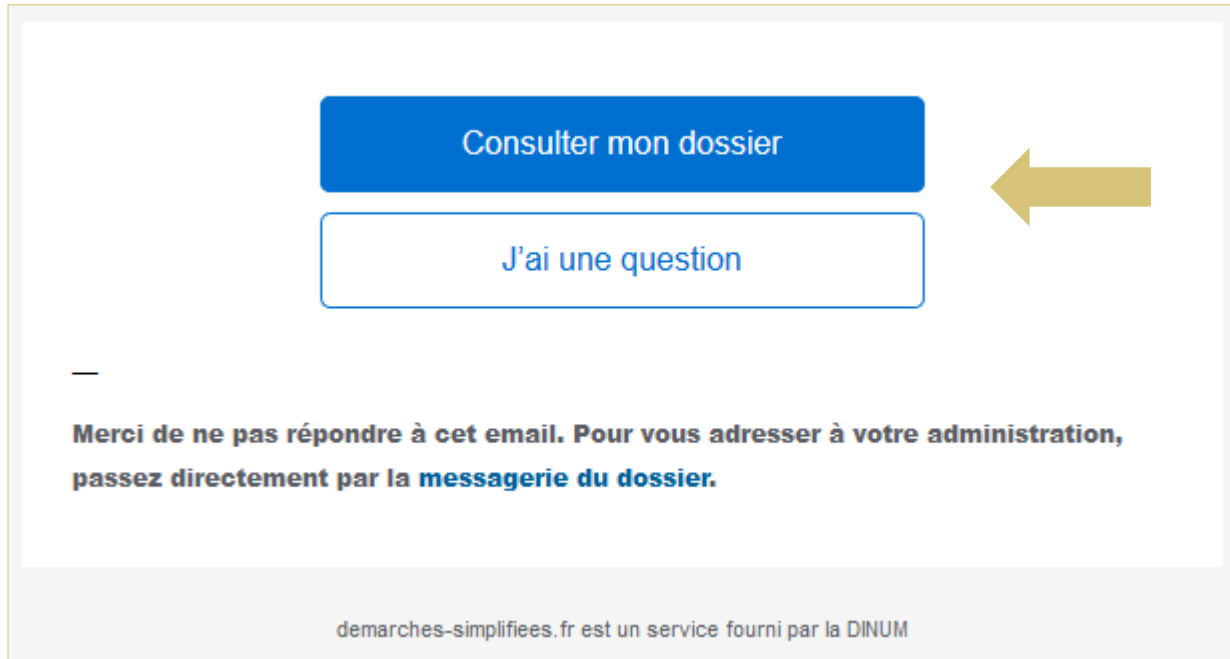 Consulter mon dossier
J'ai une question
—
Merci de ne pas répondre à cet email. Pour vous adresser à votre administration,
passez directement par la messagerie du dossier.
demarches-simplifiees.fr est un service fourni par la DINUM